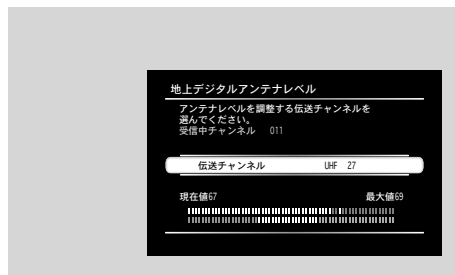 地上デジタルアンテナレベル
アンテナレベルを調整する伝送チャンネルを
選んでください。
受信中チャンネル 011
伝送チャンネル UHF 27
現在値67 最大値69